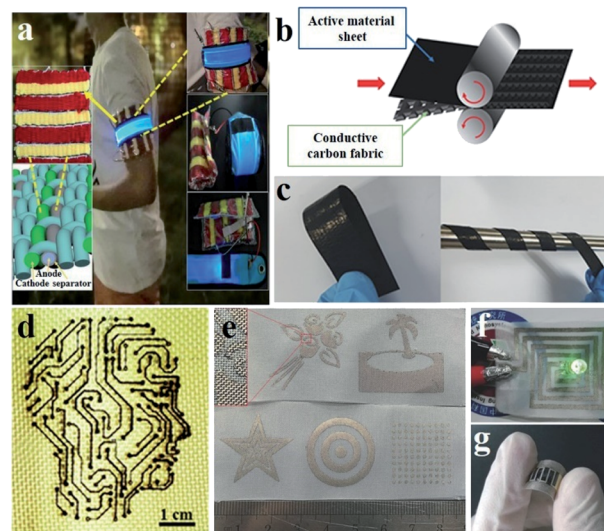 a
Anode
Cathode separator
b
Active material
sheet
Conductive
carbon fabric
c
d
1 cm
e
f
g